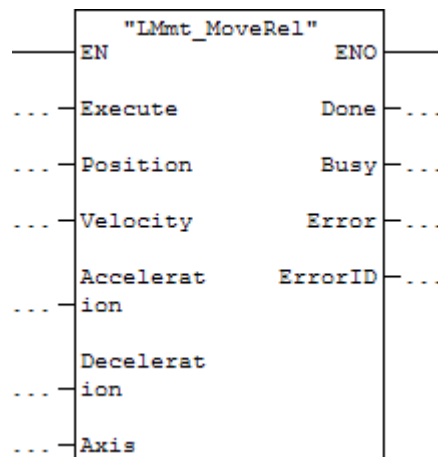 "LMmt_MoveRel"
EN ENO
... Execute Done ...
... Position Busy ...
... Velocity Error ...
Accelerat ErrorID ...
... ion
Decelerat
... ion
... Axis